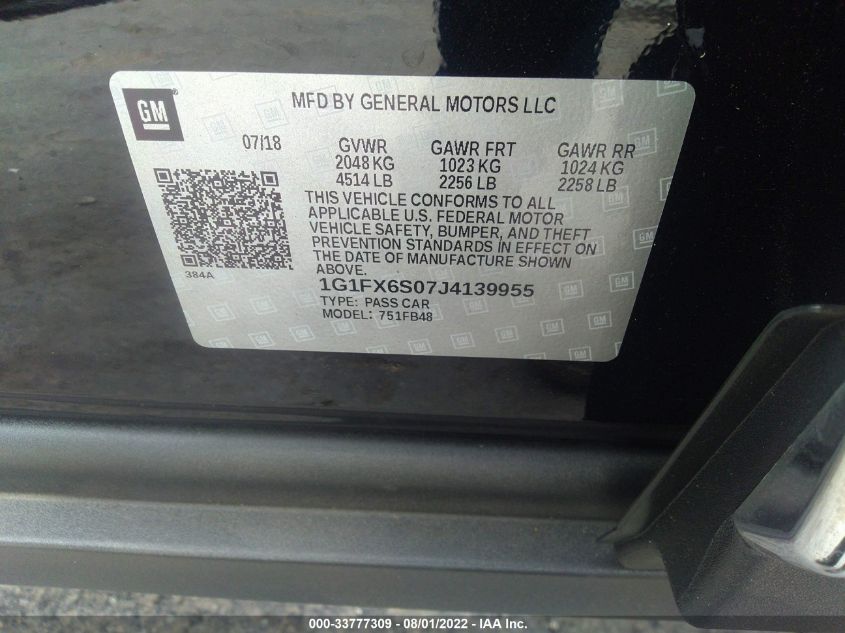 GM
MFD BY GENERAL MOTORS LLC
07/18 GVWR GAWR FRT GAWR RR
2048 KG 1023 KG 1024 KG
4514 LB 2256 LB 2258 LB
THIS VEHICLE CONFORMS TO ALL
APPLICABLE U.S. FEDERAL MOTOR
VEHICLE SAFETY, BUMPER, AND THEFT
PREVENTION STANDARDS IN EFFECT ON
THE DATE OF MANUFACTURE SHOWN
ABOVE.
384A
1G1FX6S07J4139955
TYPE: PASS CAR
MODEL: 751FB48
000-33777309 - 08/01/2022 - IAA Inc.